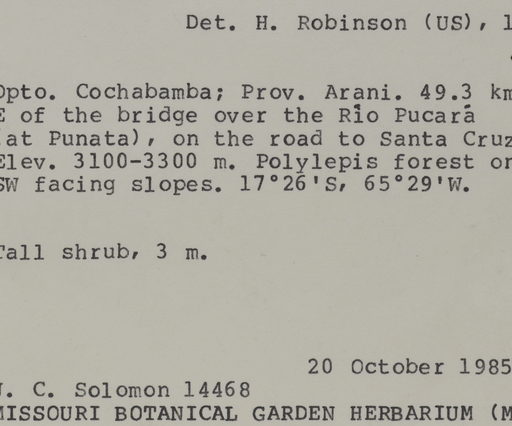 Det. H. Robinson (US), 1
Dpto. Cochabamba; Prov. Arani. 49.3 km
E of the bridge over the Río Pucará
(at Punata), on the road to Santa Cruz
Elev. 3100-3300 m. Polylepis forest on
SW facing slopes. 17°26'S, 65°29'W.
Tall shrub, 3 m.
20 October 1985
J. C. Solomon 14468
MISSOURI BOTANICAL GARDEN HERBARIUM (M